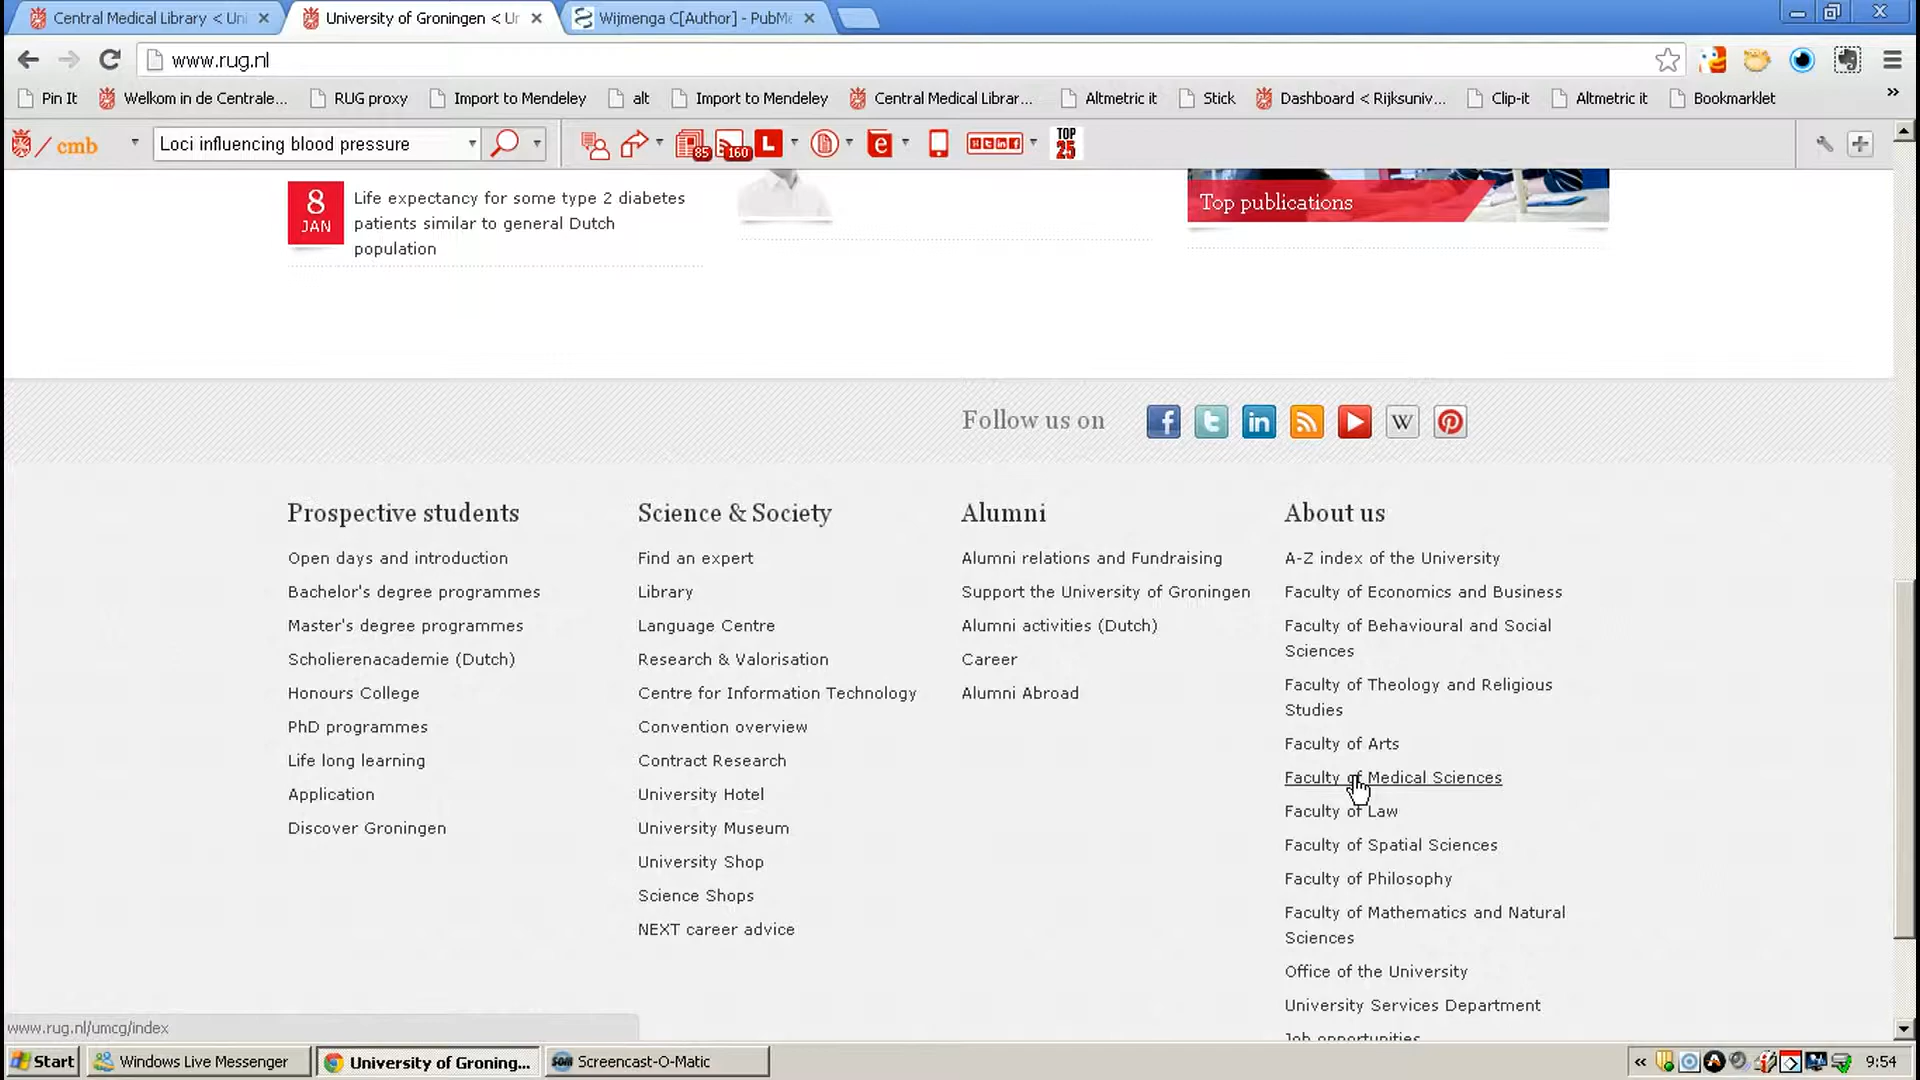 Central Medical Library < Uni
University of Groningen < Ur
Wijmenga C[Author] - PubMe
www.rug.nl
Pin It
Welkom in de Centrale...
RUG proxy
Import to Mendeley
alt
Import to Mendeley
Central Medical Librar...
Altmetric it
Stick
Dashboard < Rijksuniv...
Clip-it
Altmetric it
Bookmarklet
/ cmb
Loci influencing blood pressure
85
160
L
e
TOP
25
8
JAN
Life expectancy for some type 2 diabetes
patients similar to general Dutch
population
Top publications
Follow us on
f
t
in
W
Prospective students
Open days and introduction
Bachelor's degree programmes
Master's degree programmes
Scholierenacademie (Dutch)
Honours College
PhD programmes
Life long learning
Application
Discover Groningen
Science & Society
Find an expert
Library
Language Centre
Research & Valorisation
Centre for Information Technology
Convention overview
Contract Research
University Hotel
University Museum
University Shop
Science Shops
NEXT career advice
Alumni
Alumni relations and Fundraising
Support the University of Groningen
Alumni activities (Dutch)
Career
Alumni Abroad
About us
A-Z index of the University
Faculty of Economics and Business
Faculty of Behavioural and Social
Sciences
Faculty of Theology and Religious
Studies
Faculty of Arts
Faculty of Medical Sciences
Faculty of Law
Faculty of Spatial Sciences
Faculty of Philosophy
Faculty of Mathematics and Natural
Sciences
Office of the University
University Services Department
Job opportunities
www.rug.nl/umcg/index
Start
Windows Live Messenger
University of Groning...
SOM
Screencast-O-Matic
9:54